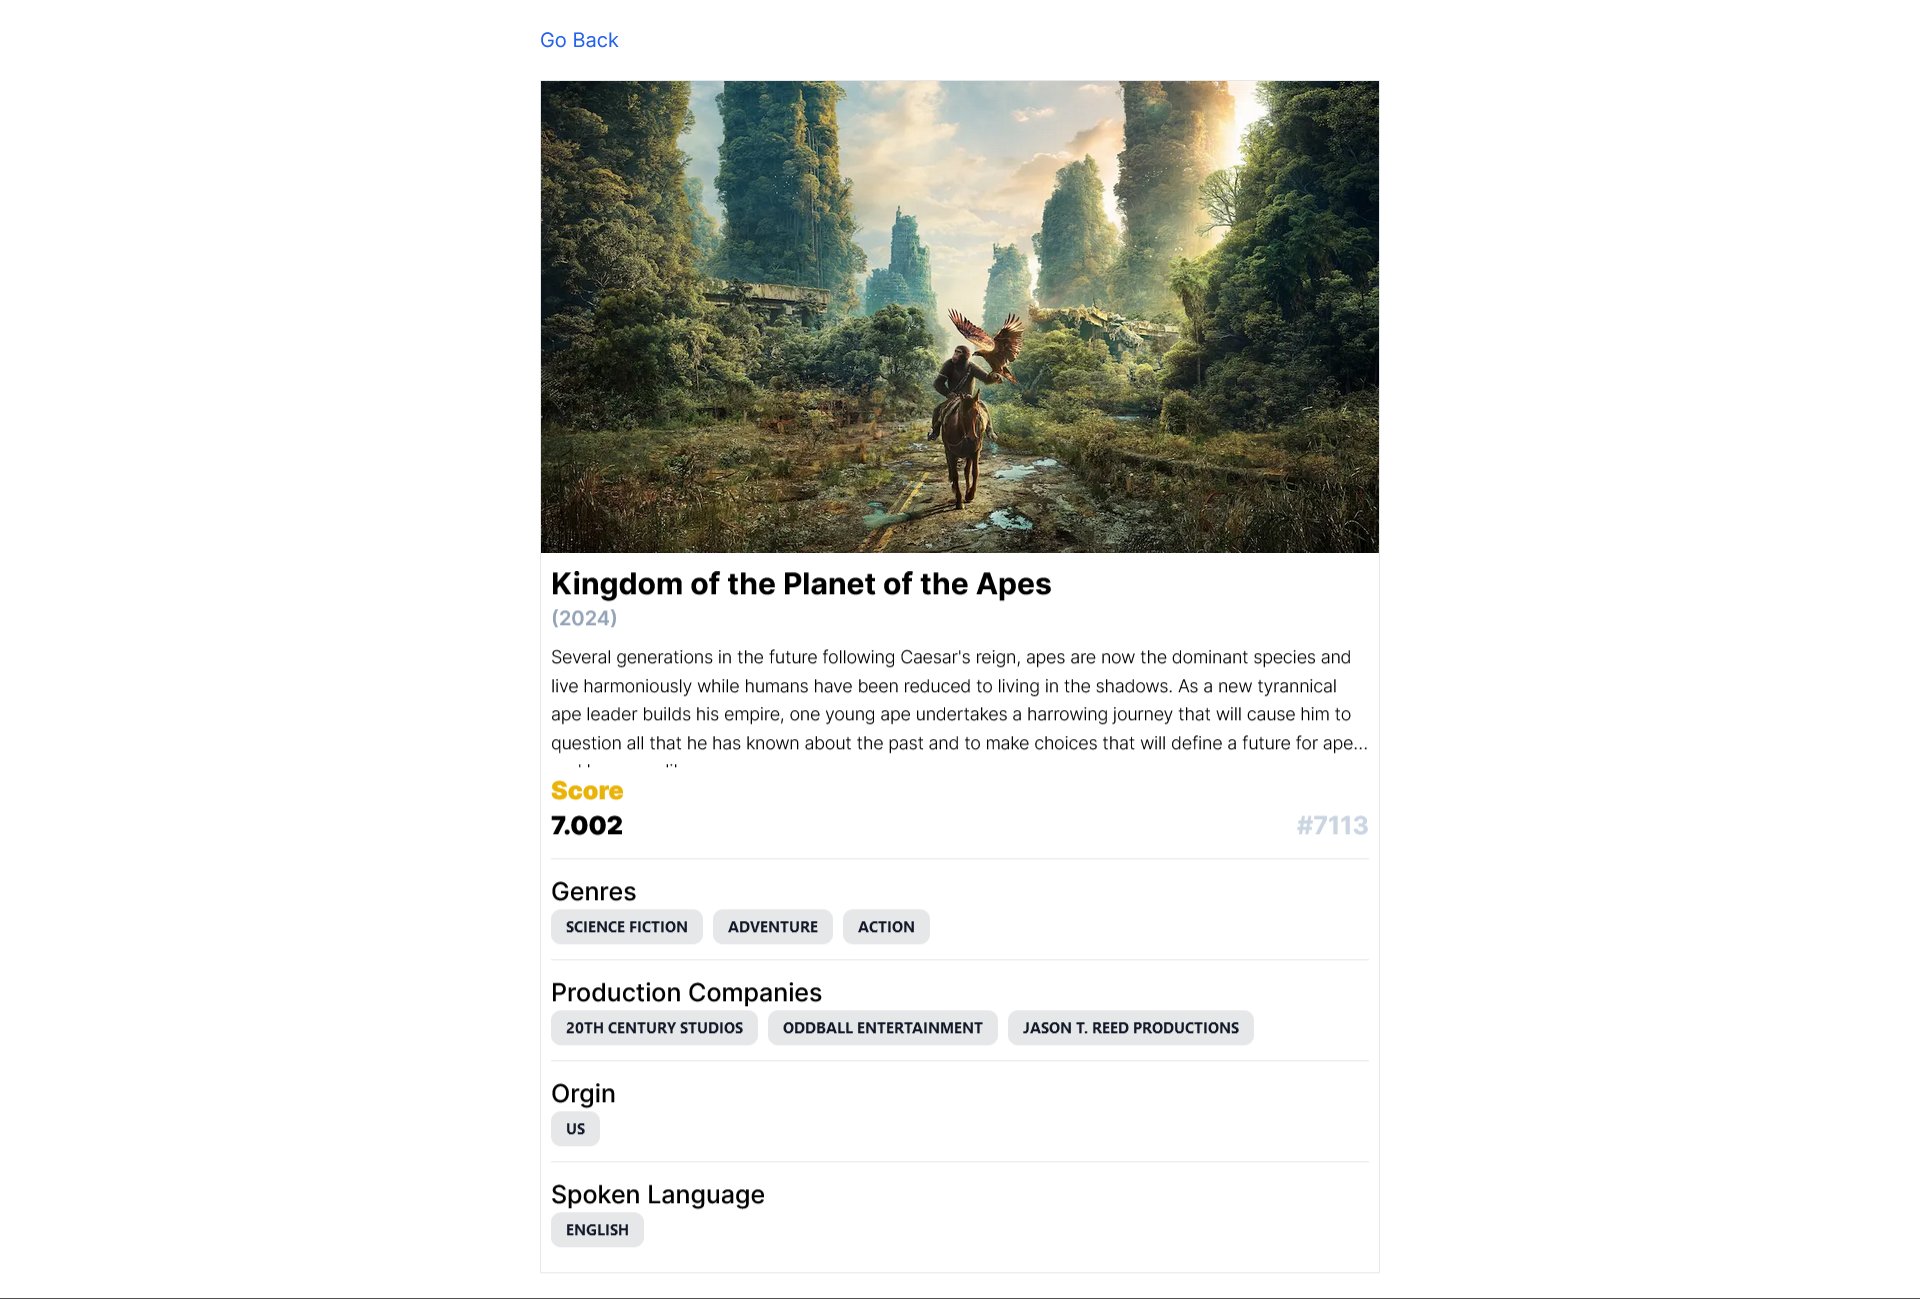 Go Back
Kingdom of the Planet of the Apes
(2024)
Several generations in the future following Caesar's reign, apes are now the dominant species and
live harmoniously while humans have been reduced to living in the shadows. As a new tyrannical
ape leader builds his empire, one young ape undertakes a harrowing journey that will cause him to
question all that he has known about the past and to make choices that will define a future for ape...
Score
7.002
#7113
Genres
SCIENCE FICTION ADVENTURE ACTION
Production Companies
20TH CENTURY STUDIOS ODDBALL ENTERTAINMENT JASON T. REED PRODUCTIONS
Orgin
US
Spoken Language
ENGLISH